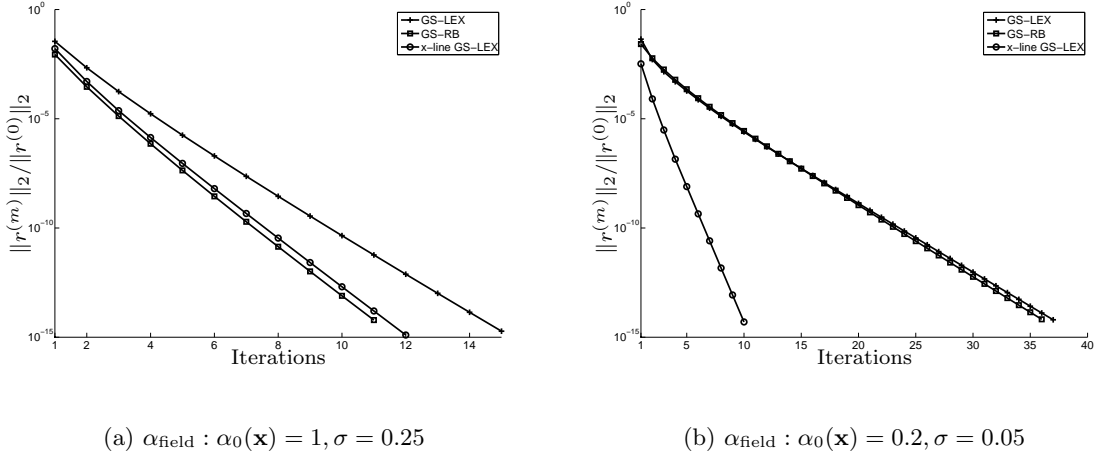 10^0
10^-5
10^-10
10^-15
||r^(m)||_2/||r^(0)||_2
GS-LEX
GS-RB
x-line GS-LEX
1 2 4 6 8 10 12 14
Iterations
(a) α_field : α_0(x) = 1, σ = 0.25
10^0
10^-5
10^-10
10^-15
||r^(m)||_2/||r^(0)||_2
GS-LEX
GS-RB
x-line GS-LEX
1 5 10 15 20 25 30 35 40
Iterations
(b) α_field : α_0(x) = 0.2, σ = 0.05